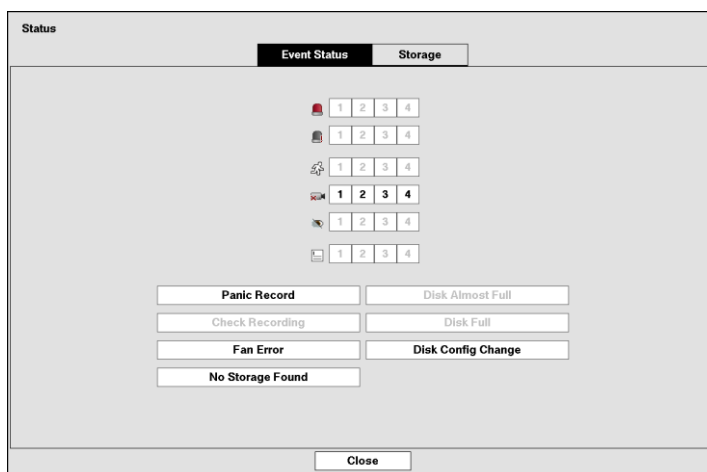 Status
Event Status Storage
1 2 3 4
1 2 3 4
1 2 3 4
1 2 3 4
1 2 3 4
1 2 3 4
Panic Record Disk Almost Full
Check Recording Disk Full
Fan Error Disk Config Change
No Storage Found
Close